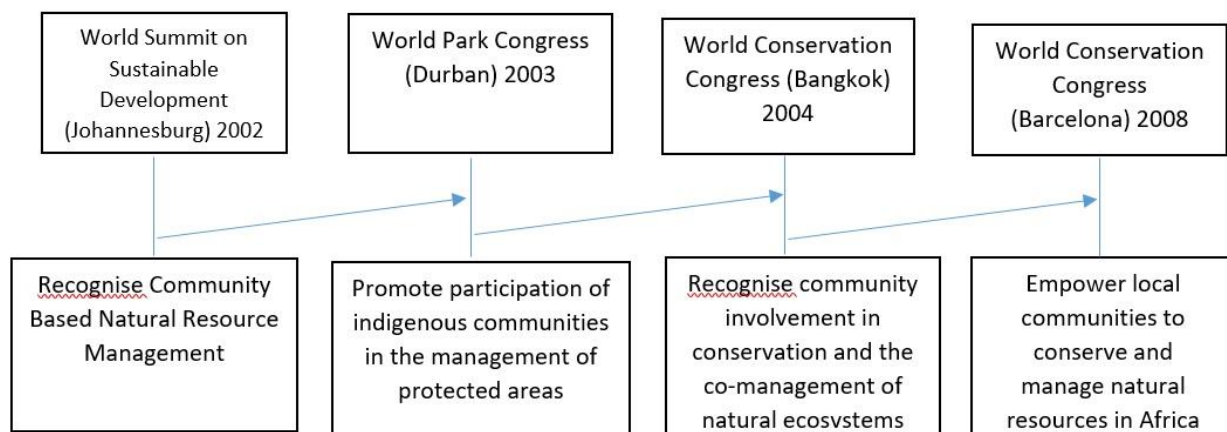 World Summit on
Sustainable
Development
(Johannesburg) 2002
World Park Congress
(Durban) 2003
World Conservation
Congress (Bangkok)
2004
World Conservation
Congress
(Barcelona) 2008
Recognise Community
Based Natural Resource
Management
Promote participation of
indigenous communities
in the management of
protected areas
Recognise community
involvement in
conservation and the
co-management of
natural ecosystems
Empower local
communities to
conserve and
manage natural
resources in Africa